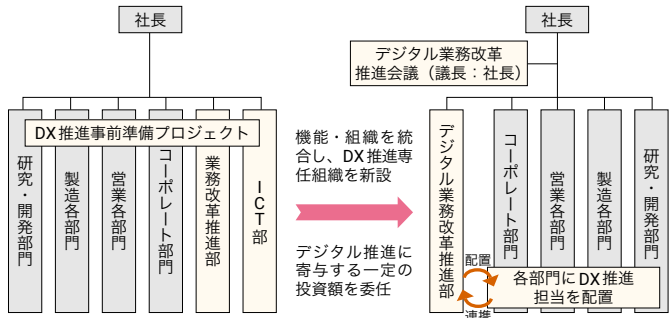 社長
DX推進事前準備プロジェクト
研究・開発部門
製造各部門
営業各部門
コーポレート部門
業務改革推進部
ICT部
機能・組織を統
合し、DX推進専
任組織を新設
デジタル推進に
寄与する一定の
投資額を委任
社長
デジタル業務改革
推進会議（議長：社長）
デジタル業務改革推進部
コーポレート部門
営業各部門
製造各部門
研究・開発部門
配置
連携
各部門にDX推進
担当を配置